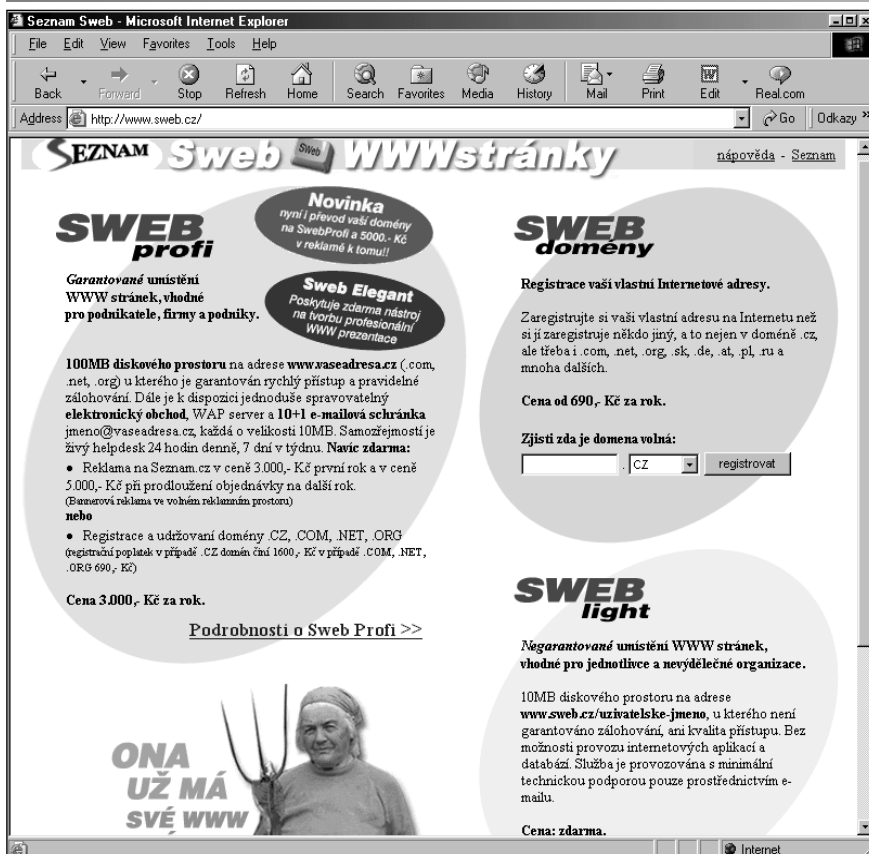 Seznam Sweb - Microsoft Internet Explorer
File Edit View Favorites Tools Help
Back Forward Stop Refresh Home Search Favorites Media History Mail Print Edit Real.com
Address http://www.sweb.cz/ Go Odkazy »
SEZNAM Sweb Sweb WWWstránky nápověda - Seznam
SWEB
profi
Novinka
nyní i převod vaší domény
na SwebProfi a 5000.- Kč
v reklamě k tomu!!
Garantované umístění
WWW stránek, vhodné
pro podnikatele, firmy a podniky.
Sweb Elegant
Poskytuje zdarma nástroj
na tvorbu profesionální
WWW prezentace
100MB diskového prostoru na adrese www.vaseadresa.cz (.com,
.net, .org) u kterého je garantován rychlý přístup a pravidelné
zálohování. Dále je k dispozici jednoduše spravovatelný
elektronický obchod, WAP server a 10+1 e-mailová schránka
jmeno@vaseadresa.cz, každá o velikosti 10MB. Samozřejmostí je
živý helpdesk 24 hodin denně, 7 dní v týdnu. Navíc zdarma:
● Reklama na Seznam.cz v ceně 3.000,- Kč první rok a v ceně
5.000,- Kč při prodloužení objednávky na další rok.
(Bannerová reklama ve volném reklamním prostoru)
nebo
● Registrace a udržovaní domény .CZ, .COM, .NET, .ORG
(registrační poplatek v případě .CZ domén činí 1600,- Kč v případě .COM, .NET,
.ORG 690,- Kč)
Cena 3.000,- Kč za rok.
Podrobnosti o Sweb Profi >>
ONA
UŽ MÁ
SVÉ WWW
SWEB
domény
Registrace vaší vlastní Internetové adresy.
Zaregistrujte si vaši vlastní adresu na Internetu než
si jí zaregistruje někdo jiný, a to nejen v doméně .cz,
ale třeba i .com, .net, .org, .sk, .de, .at, .pl, .ru a
mnoha dalších.
Cena od 690,- Kč za rok.
Zjisti zda je domena volná:
. CZ registrovat
SWEB
light
Negarantované umístění WWW stránek,
vhodné pro jednotlivce a nevýdělečné organizace.
10MB diskového prostoru na adrese
www.sweb.cz/uzivatelske-jmeno, u kterého není
garantováno zálohování, ani kvalita přístupu. Bez
možnosti provozu internetových aplikací a
databází. Služba je provozována s minimální
technickou podporou pouze prostřednictvím e-
mailu.
Cena: zdarma.
Internet